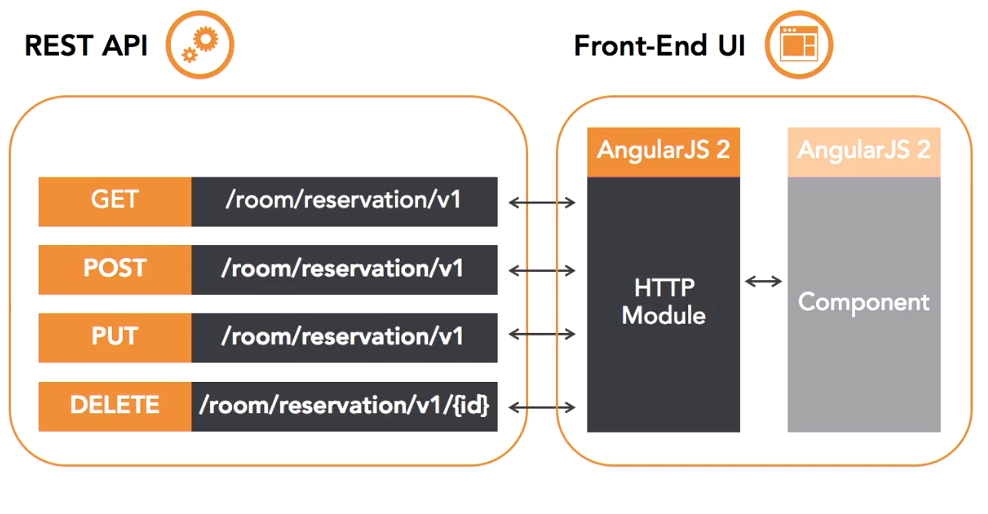 REST API
Front-End UI
GET
/room/reservation/v1
POST
/room/reservation/v1
PUT
/room/reservation/v1
DELETE
/room/reservation/v1/{id}
AngularJS 2
HTTP
Module
AngularJS 2
Component